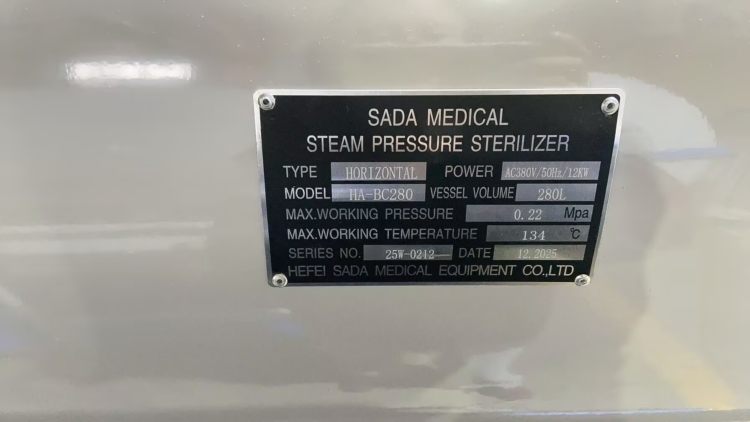 SADA MEDICAL
STEAM PRESSURE STERILIZER
TYPE HORIZONTAL POWER AC380V/50Hz/12KW
MODEL HA-BC280 VESSEL VOLUME 280L
MAX.WORKING PRESSURE 0.22 Mpa
MAX.WORKING TEMPERATURE 134 ℃
SERIES NO. 25W-0212— DATE 12.2025
HEFEI SADA MEDICAL EQUIPMENT CO.,LTD